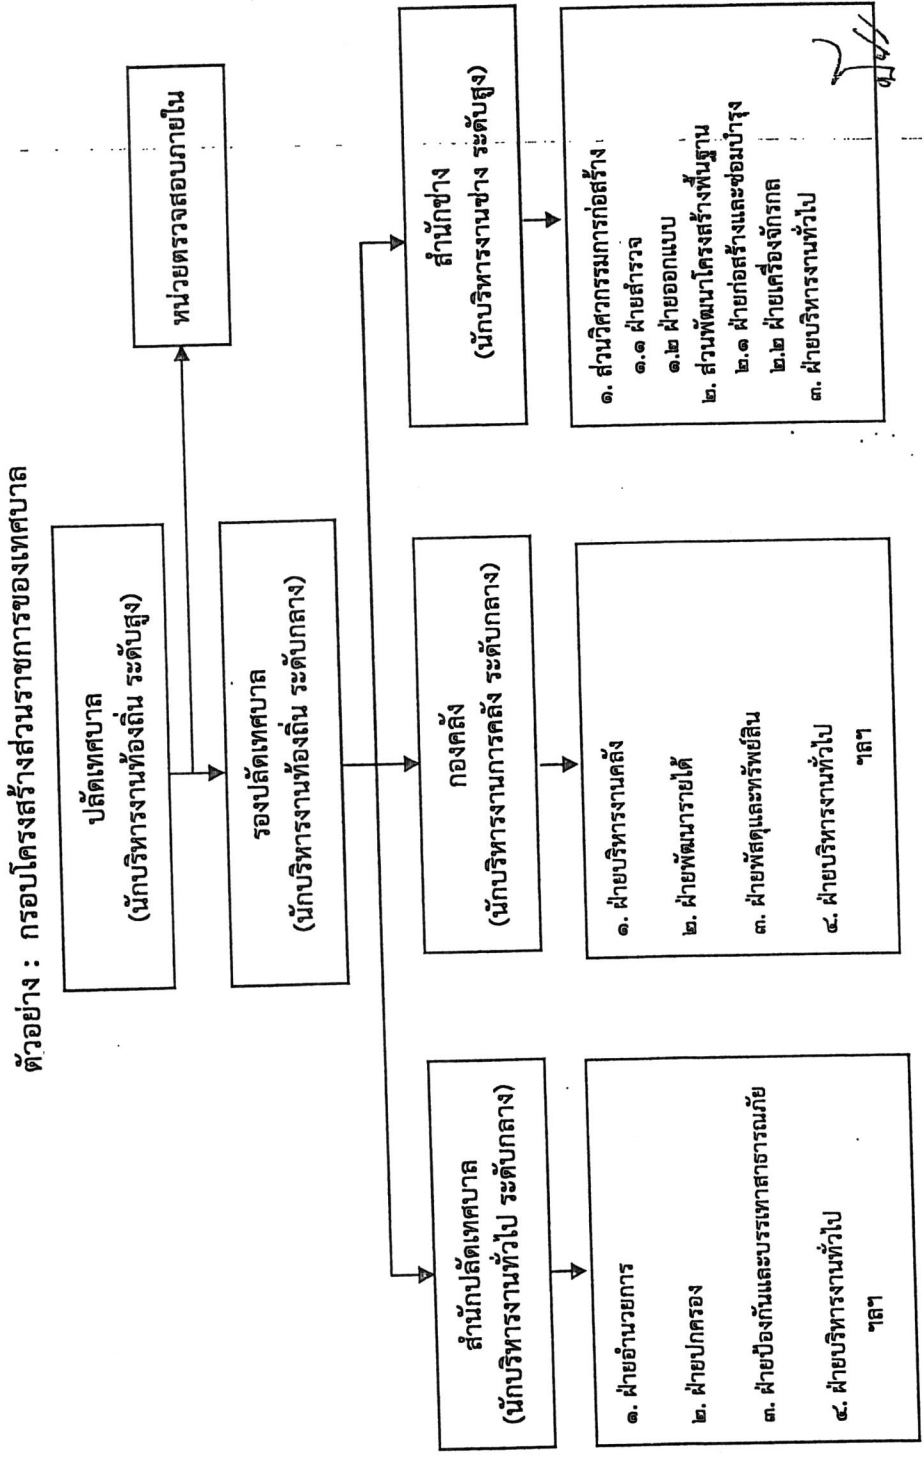 ตัวอย่าง : กรอบโครงสร้างส่วนราชการของเทศบาล
ปลัดเทศบาล
(นักบริหารงานท้องถิ่น ระดับสูง)
หน่วยตรวจสอบภายใน
รองปลัดเทศบาล
(นักบริหารงานท้องถิ่น ระดับกลาง)
สำนักปลัดเทศบาล
(นักบริหารงานทั่วไป ระดับกลาง)
๑. ฝ่ายอำนวยการ
๒. ฝ่ายปกครอง
๓. ฝ่ายป้องกันและบรรเทาสาธารณภัย
๔. ฝ่ายบริหารงานทั่วไป
ฯลฯ
กองคลัง
(นักบริหารงานการคลัง ระดับกลาง)
๑. ฝ่ายบริหารงานคลัง
๒. ฝ่ายพัฒนารายได้
๓. ฝ่ายพัสดุและทรัพย์สิน
๔. ฝ่ายบริหารงานทั่วไป
ฯลฯ
สำนักช่าง
(นักบริหารงานช่าง ระดับสูง)
๑. ส่วนวิศวกรรมการก่อสร้าง
๑.๑ ฝ่ายสำรวจ
๑.๒ ฝ่ายออกแบบ
๒. ส่วนพัฒนาโครงสร้างพื้นฐาน
๒.๑ ฝ่ายก่อสร้างและซ่อมบำรุง
๒.๒ ฝ่ายเครื่องจักรกล
๓. ฝ่ายบริหารงานทั่วไป